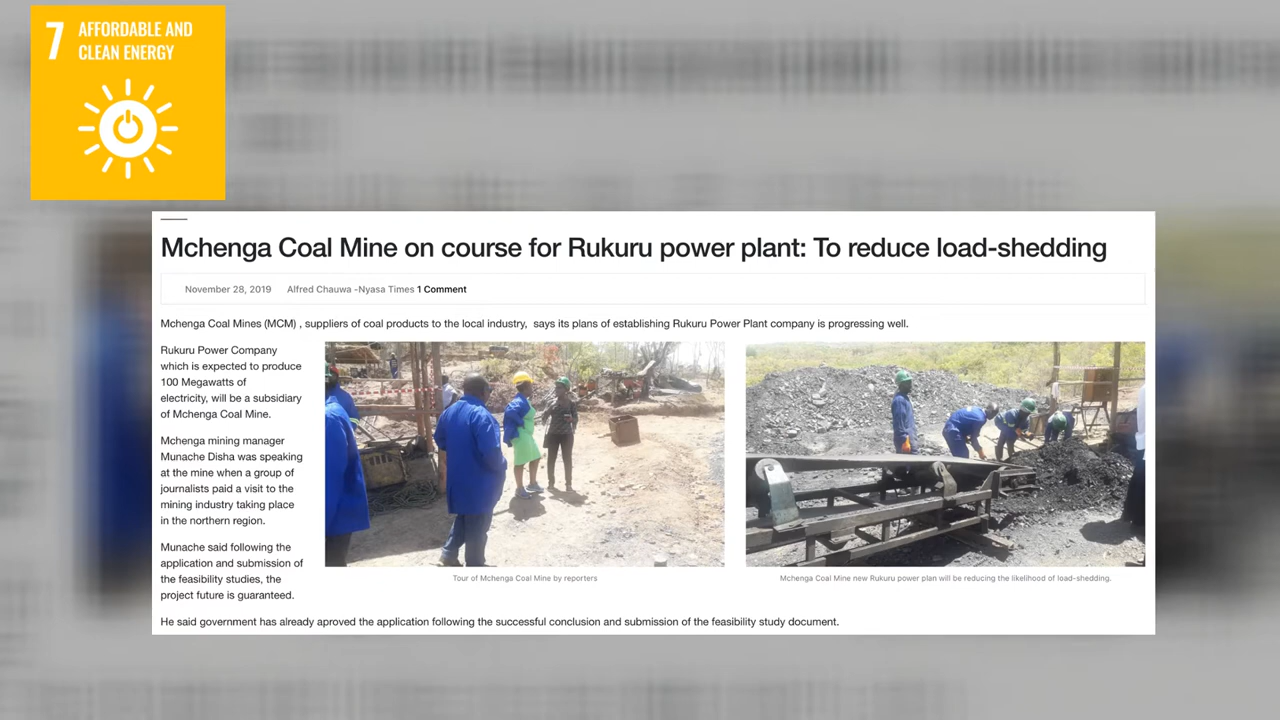 7 AFFORDABLE AND
CLEAN ENERGY
Mchenga Coal Mine on course for Rukuru power plant: To reduce load-shedding
November 28, 2019 Alfred Chauwa -Nyasa Times 1 Comment
Mchenga Coal Mines (MCM) , suppliers of coal products to the local industry, says its plans of establishing Rukuru Power Plant company is progressing well.
Rukuru Power Company
which is expected to produce
100 Megawatts of
electricity, will be a subsidiary
of Mchenga Coal Mine.
Mchenga mining manager
Munache Disha was speaking
at the mine when a group of
journalists paid a visit to the
mining industry taking place
in the northern region.
Munache said following the
application and submission of
the feasibility studies, the
project future is guaranteed.
Tour of Mchenga Coal Mine by reporters
Mchenga Coal Mine new Rukuru power plan will be reducing the likelihood of load-shedding.
He said government has already aproved the application following the successful conclusion and submission of the feasibility study document.